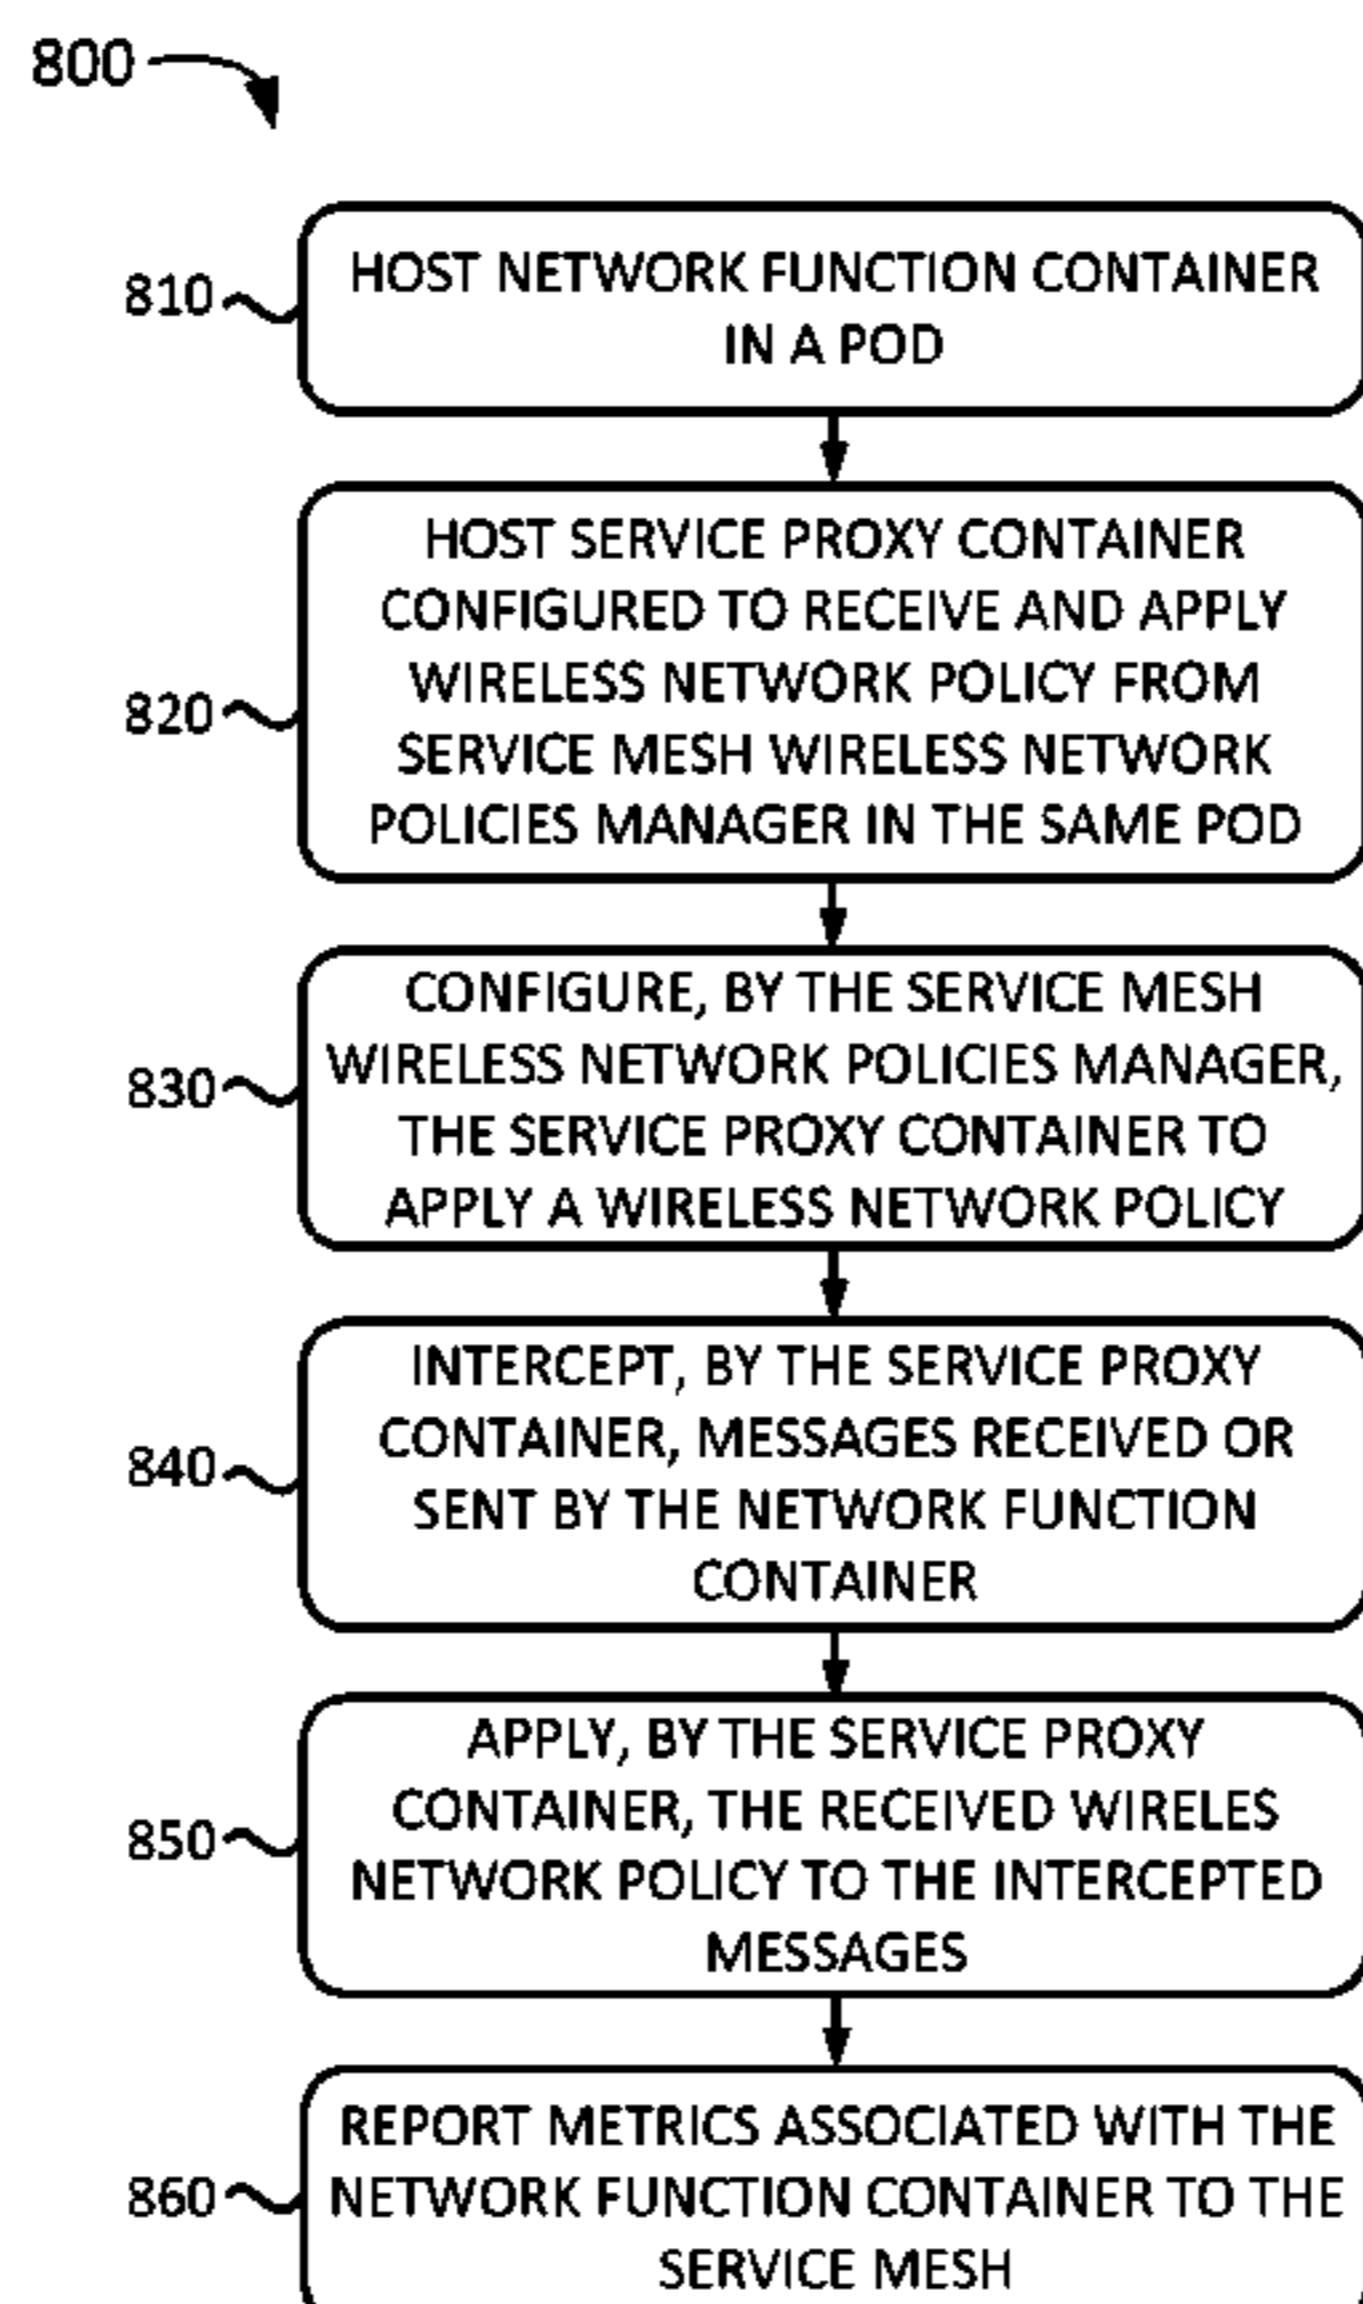 800
810
HOST NETWORK FUNCTION CONTAINER
IN A POD
820
HOST SERVICE PROXY CONTAINER
CONFIGURED TO RECEIVE AND APPLY
WIRELESS NETWORK POLICY FROM
SERVICE MESH WIRELESS NETWORK
POLICIES MANAGER IN THE SAME POD
830
CONFIGURE, BY THE SERVICE MESH
WIRELESS NETWORK POLICIES MANAGER,
THE SERVICE PROXY CONTAINER TO
APPLY A WIRELESS NETWORK POLICY
840
INTERCEPT, BY THE SERVICE PROXY
CONTAINER, MESSAGES RECEIVED OR
SENT BY THE NETWORK FUNCTION
CONTAINER
850
APPLY, BY THE SERVICE PROXY
CONTAINER, THE RECEIVED WIRELES
NETWORK POLICY TO THE INTERCEPTED
MESSAGES
860
REPORT METRICS ASSOCIATED WITH THE
NETWORK FUNCTION CONTAINER TO THE
SERVICE MESH